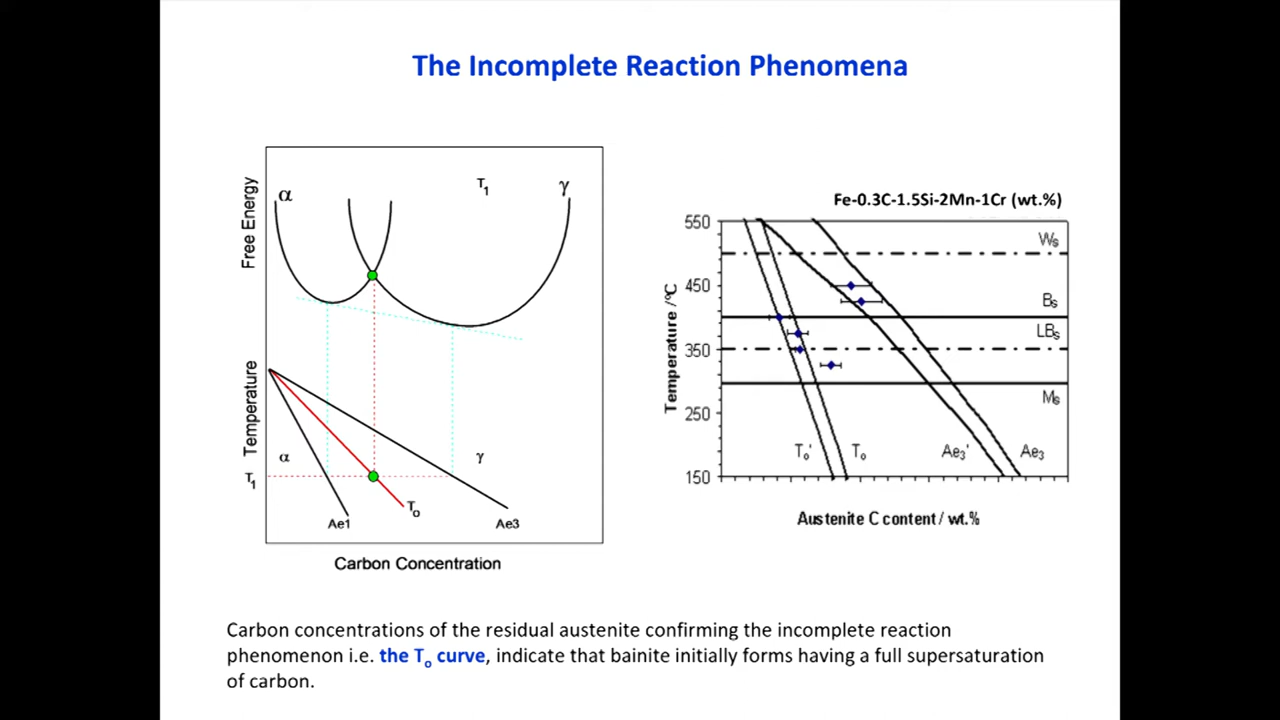 The Incomplete Reaction Phenomena
Free Energy
α
T1
γ
Temperature
α
γ
T1
To
Ae1
Ae3
Carbon Concentration
Fe-0.3C-1.5Si-2Mn-1Cr (wt.%)
Temperature /°C
550
450
350
250
150
Ws
Bs
LBs
Ms
To'
To
Ae3'
Ae3
Austenite C content / wt.%
Carbon concentrations of the residual austenite confirming the incomplete reaction
phenomenon i.e. the To curve, indicate that bainite initially forms having a full supersaturation
of carbon.